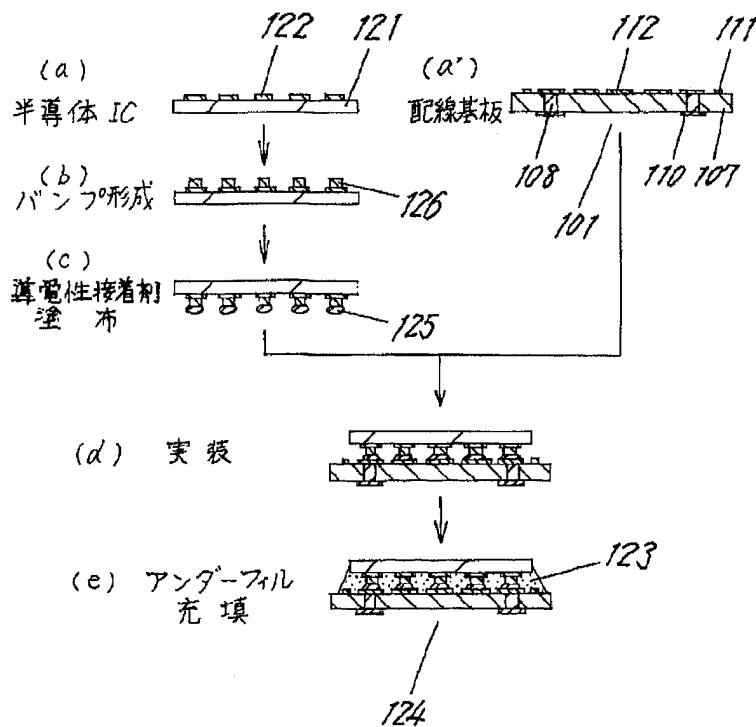 122
121
(a)
半導体 IC
112
111
(a')
配線基板
108
110
107
101
(b)
バンプ形成
126
(c)
導電性接着剤
塗布
125
(d) 実装
(e) アンダーフィル
充填
123
124